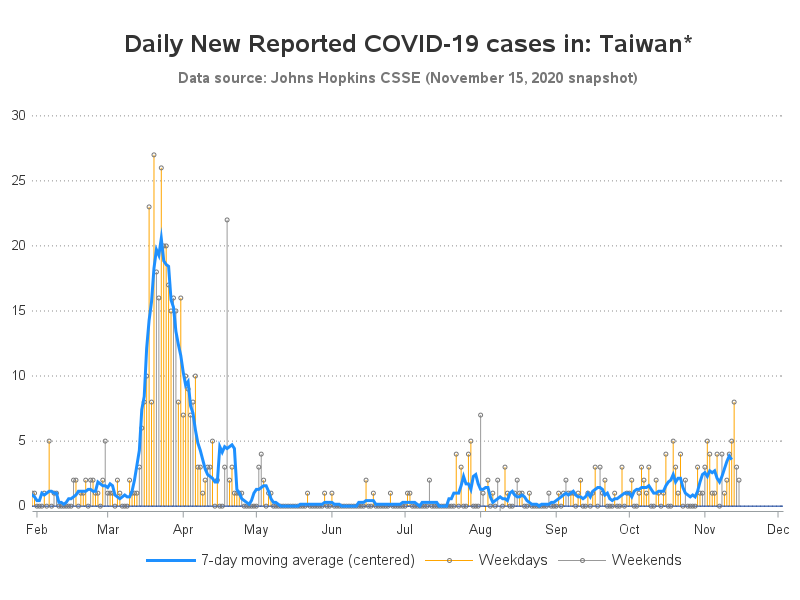 Daily New Reported COVID-19 cases in: Taiwan*
Data source: Johns Hopkins CSSE (November 15, 2020 snapshot)
30
25
20
15
10
5
0
Feb Mar Apr May Jun Jul Aug Sep Oct Nov Dec
7-day moving average (centered) Weekdays Weekends